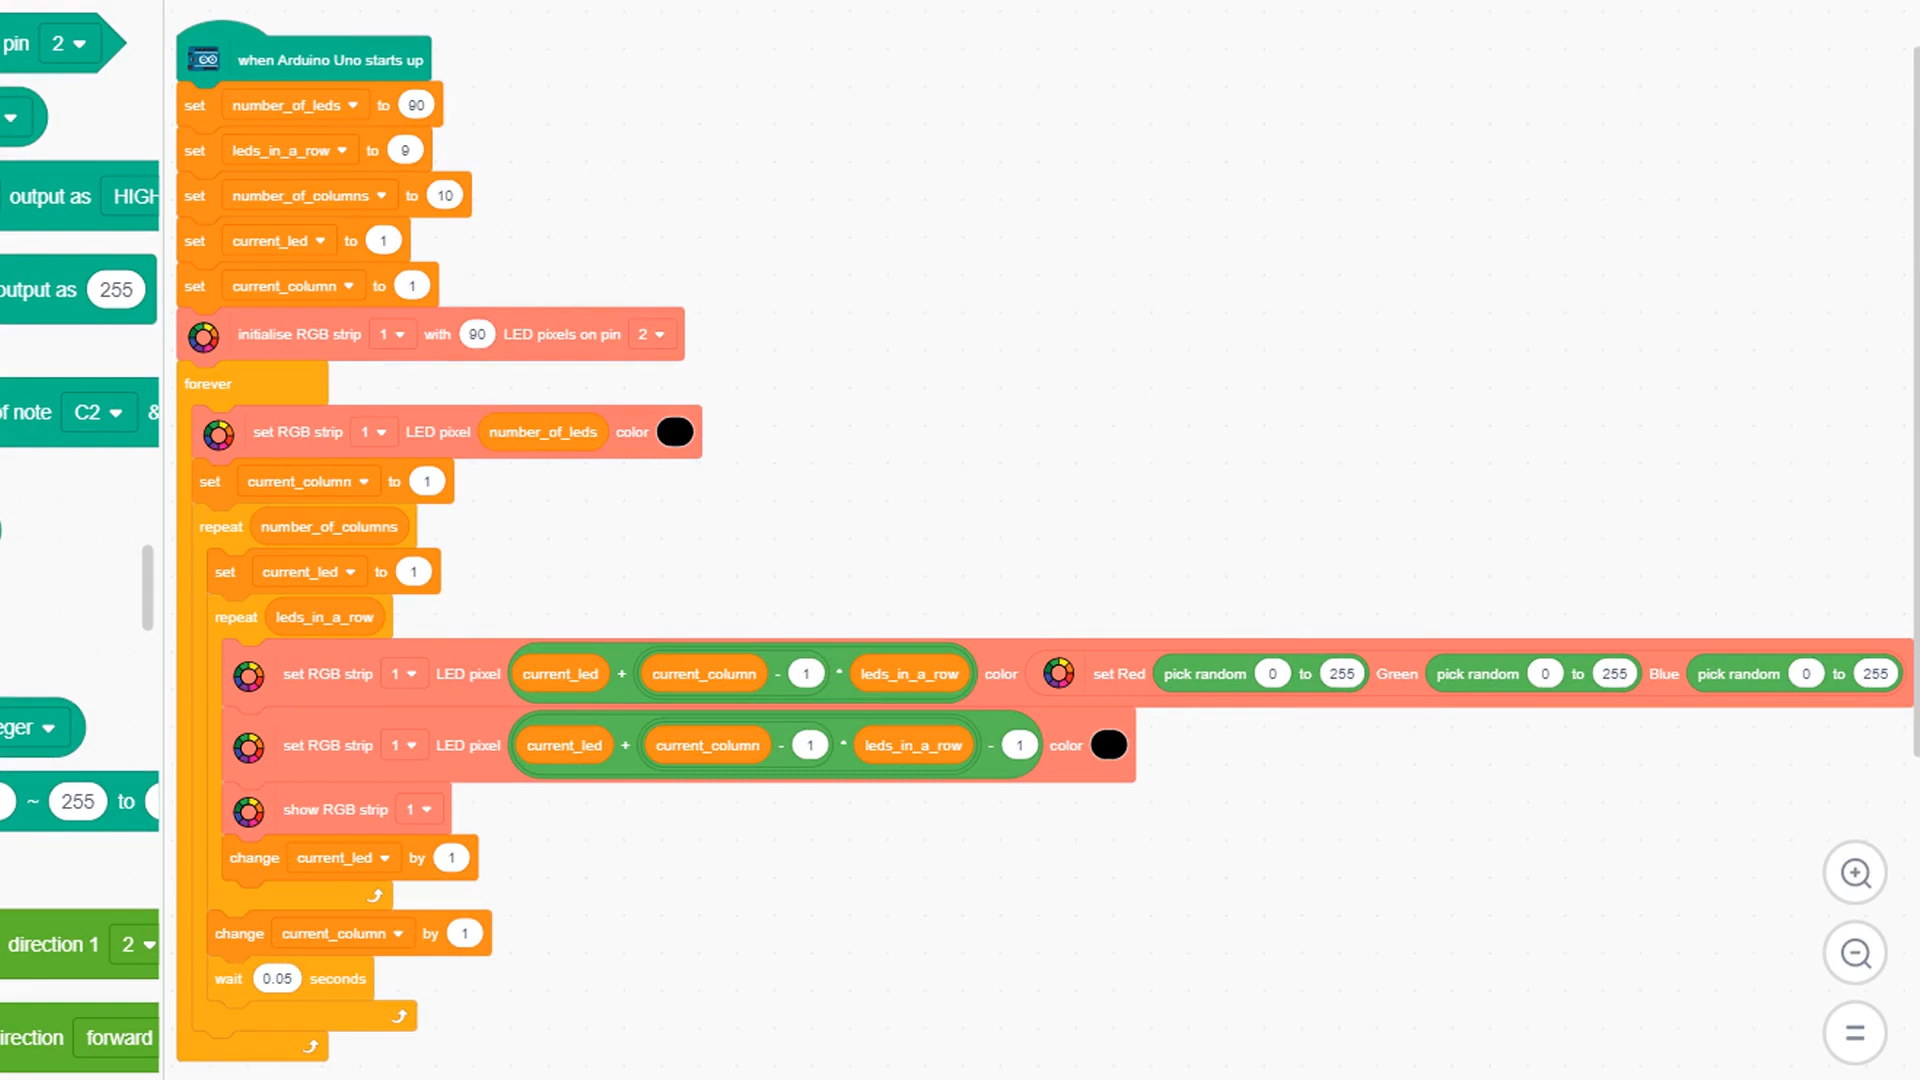 pin 2
when Arduino Uno starts up
set number_of_leds to 90
set leds_in_a_row to 9
output as HIGH
set number_of_columns to 10
set current_led to 1
output as 255
set current_column to 1
initialise RGB strip 1 with 90 LED pixels on pin 2
forever
of note C2 &
set RGB strip 1 LED pixel number_of_leds color
set current_column to 1
repeat number_of_columns
set current_led to 1
repeat leds_in_a_row
set RGB strip 1 LED pixel current_led + current_column - 1 * leds_in_a_row color set Red pick random 0 to 255 Green pick random 0 to 255 Blue pick random 0 to 255
eger
set RGB strip 1 LED pixel current_led + current_column - 1 * leds_in_a_row - 1 color
~ 255 to
show RGB strip 1
change current_led by 1
change current_column by 1
direction 1 2
wait 0.05 seconds
irection forward